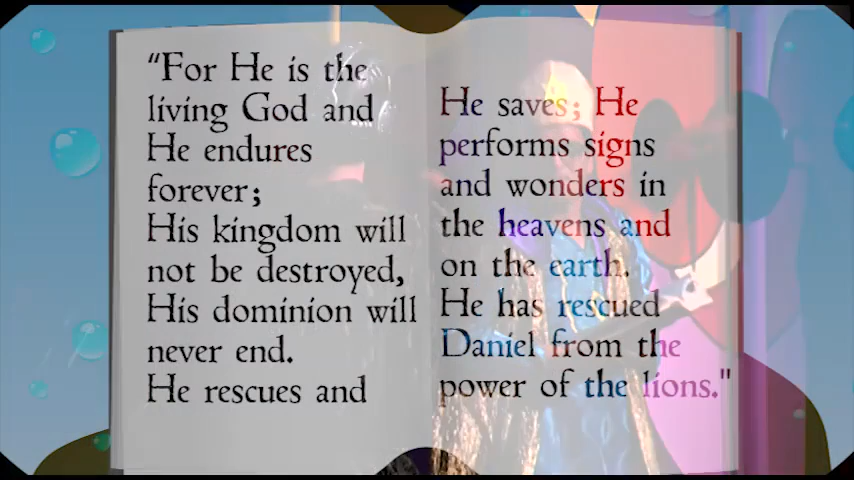 “For He is the
living God and
He endures
forever;
His kingdom will
not be destroyed,
His dominion will
never end.
He rescues and
He saves; He
performs signs
and wonders in
the heavens and
on the earth.
He has rescued
Daniel from the
power of the lions."